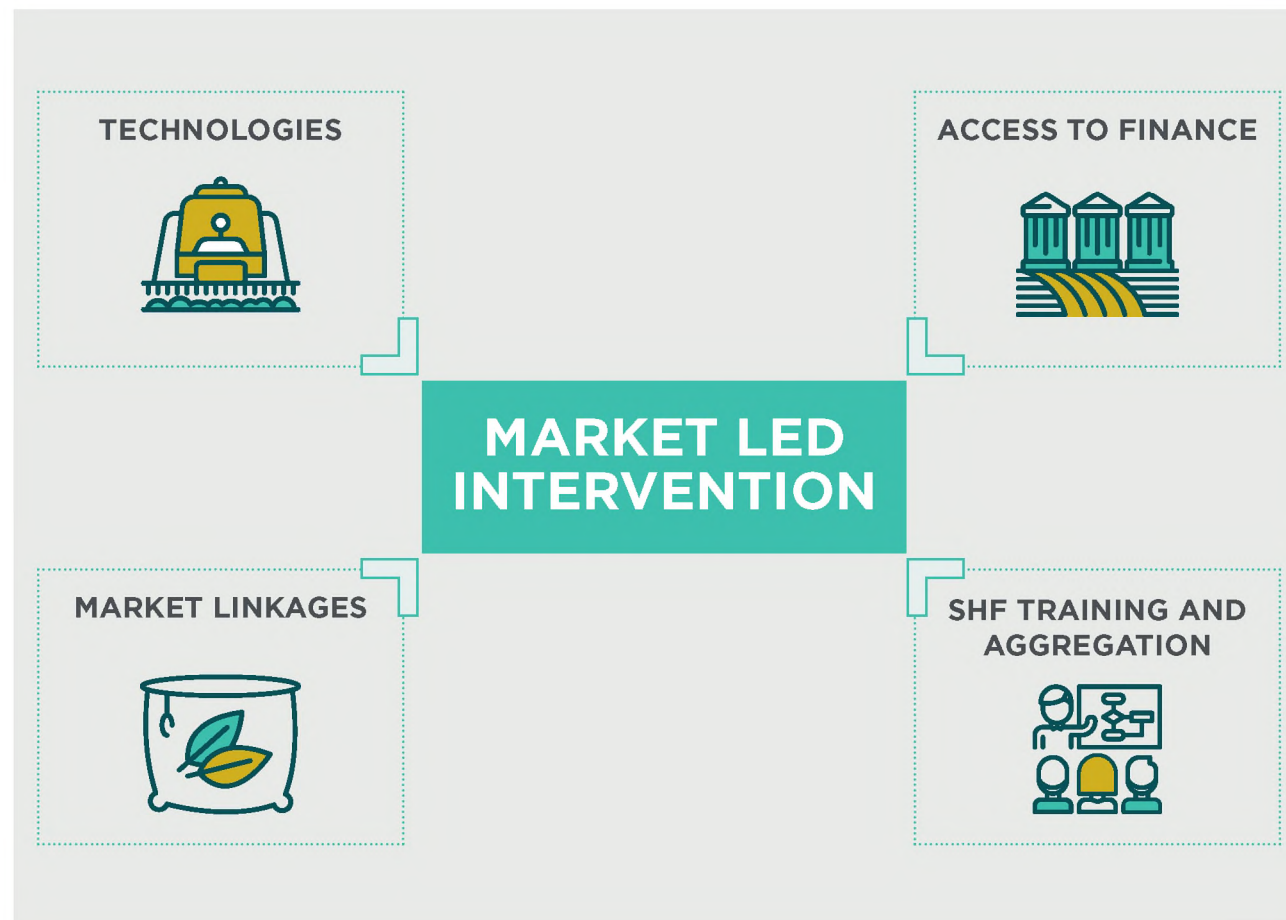 TECHNOLOGIES
ACCESS TO FINANCE
MARKET LED
INTERVENTION
MARKET LINKAGES
SHF TRAINING AND
AGGREGATION